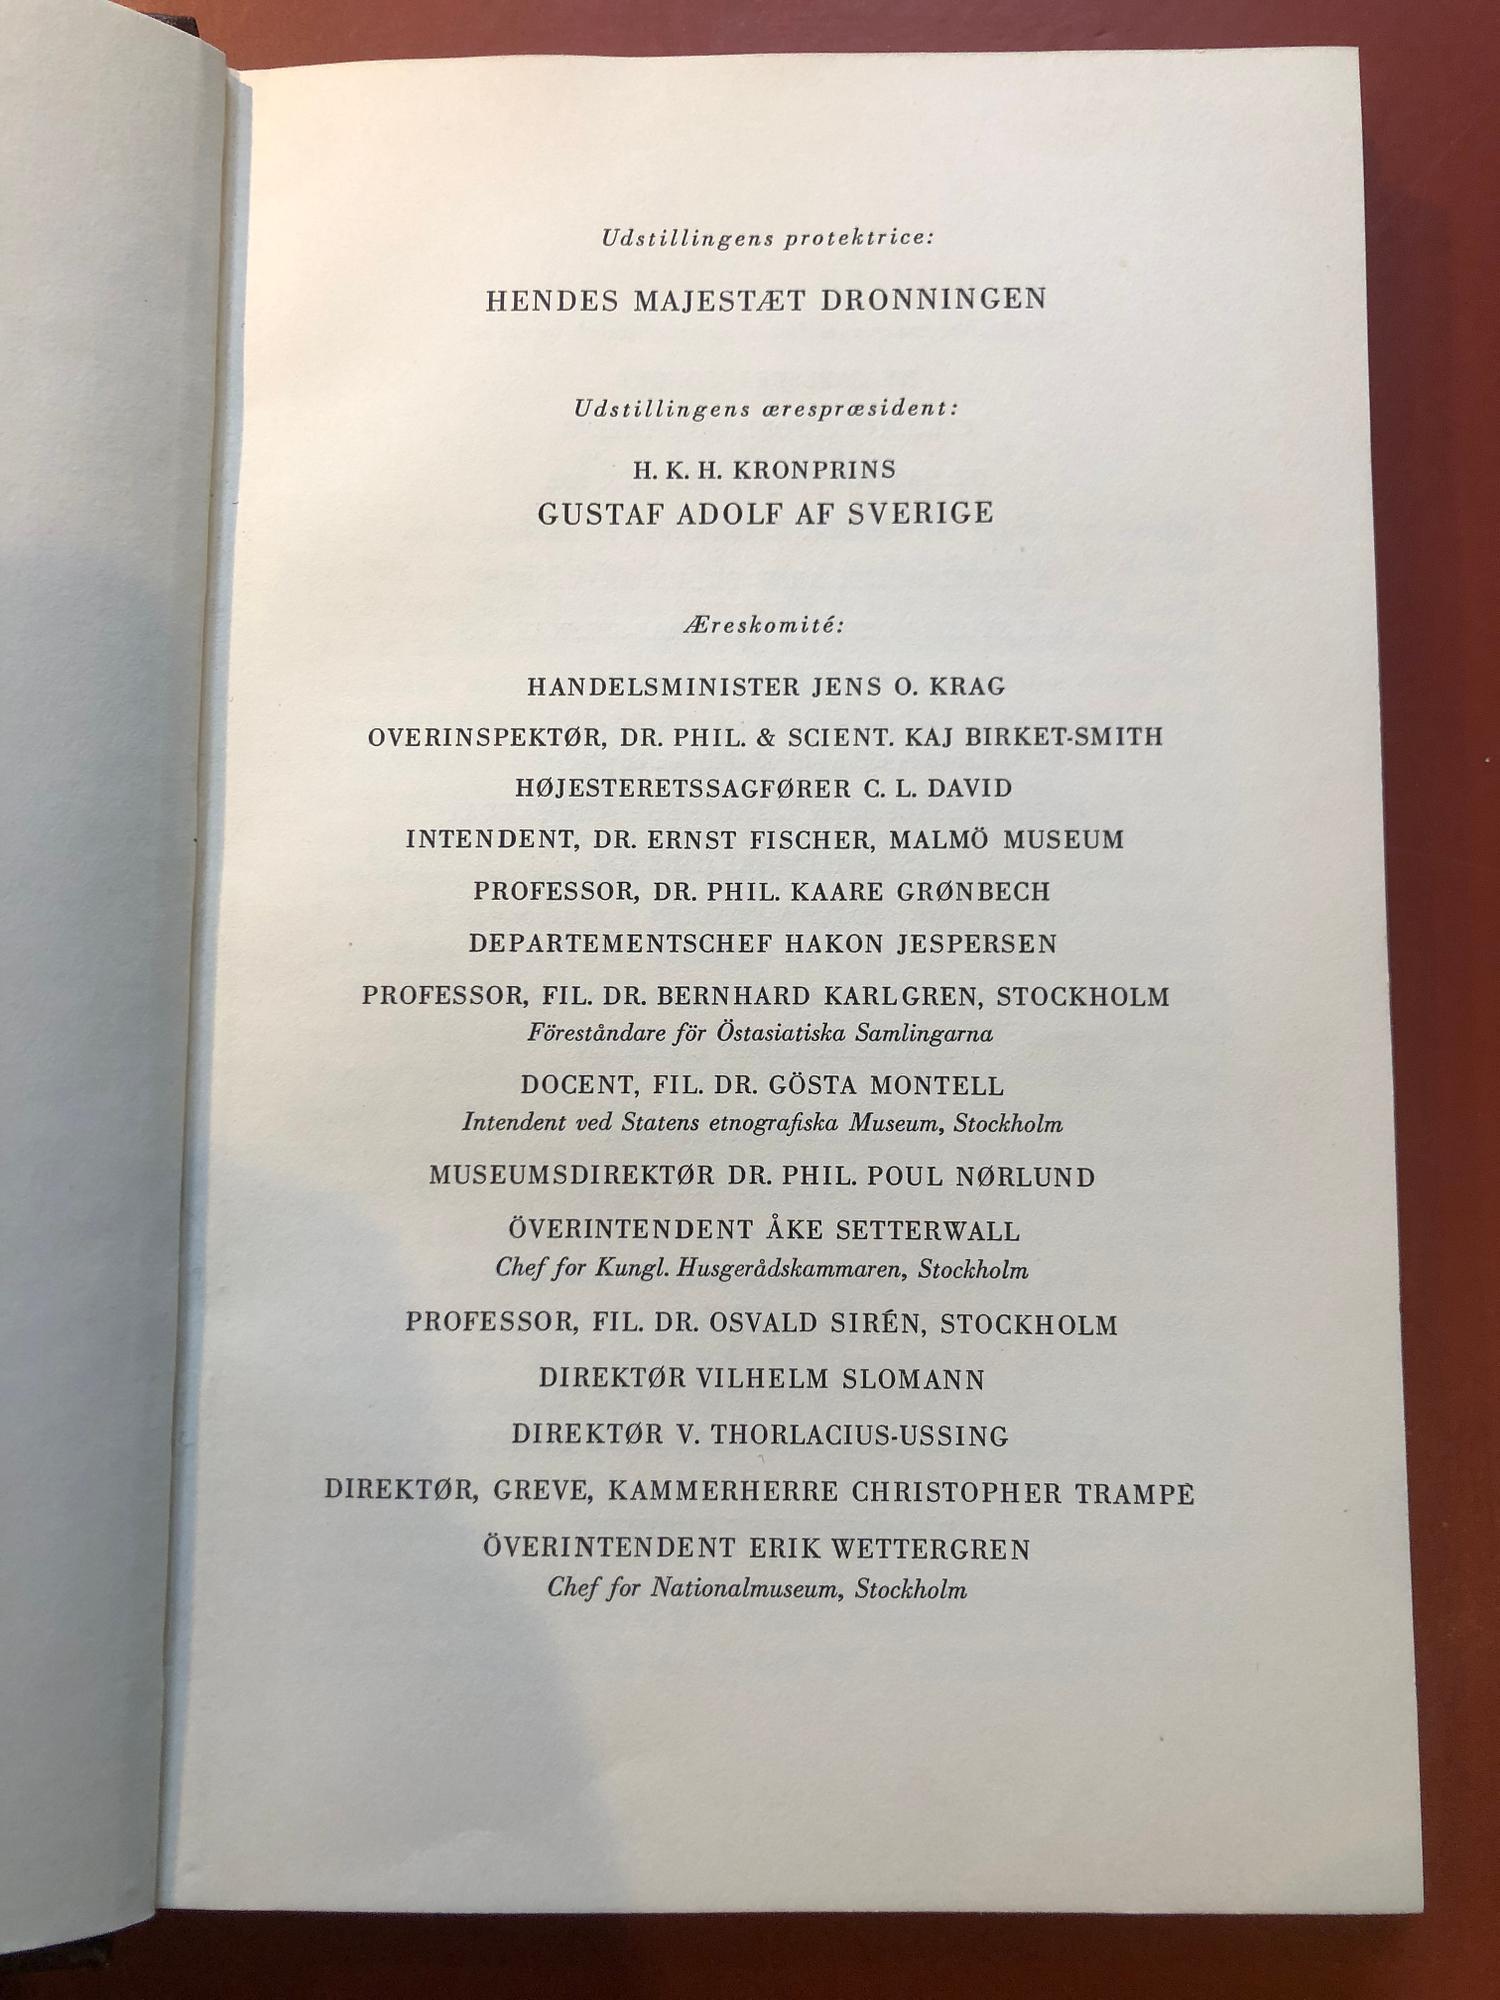 Udstillingens protektrice:
HENDES MAJESTÆT DRONNINGEN
Udstillingens ærespræsident:
H. K. H. KRONPRINS
GUSTAF ADOLF AF SVERIGE
Æreskomité:
HANDELSMINISTER JENS O. KRAG
OVERINSPEKTØR, DR. PHIL. & SCIENT. KAJ BIRKET-SMITH
HØJESTERETSSAGFØRER C. L. DAVID
INTENDENT, DR. ERNST FISCHER, MALMÖ MUSEUM
PROFESSOR, DR. PHIL. KAARE GRØNBECH
DEPARTEMENTSCHEF HAKON JESPERSEN
PROFESSOR, FIL. DR. BERNHARD KARLGREN, STOCKHOLM
Föreståndare för Östasiatiska Samlingarna
DOCENT, FIL. DR. GÖSTA MONTELL
Intendent ved Statens etnografiska Museum, Stockholm
MUSEUMSDIREKTØR DR. PHIL. POUL NØRLUND
ÖVERINTENDENT ÅKE SETTERWALL
Chef for Kungl. Husgerådskammaren, Stockholm
PROFESSOR, FIL. DR. OSVALD SIRÉN, STOCKHOLM
DIREKTØR VILHELM SLOMANN
DIREKTØR V. THORLACIUS-USSING
DIREKTØR, GREVE, KAMMERHERRE CHRISTOPHER TRAMPE
ÖVERINTENDENT ERIK WETTERGREN
Chef for Nationalmuseum, Stockholm